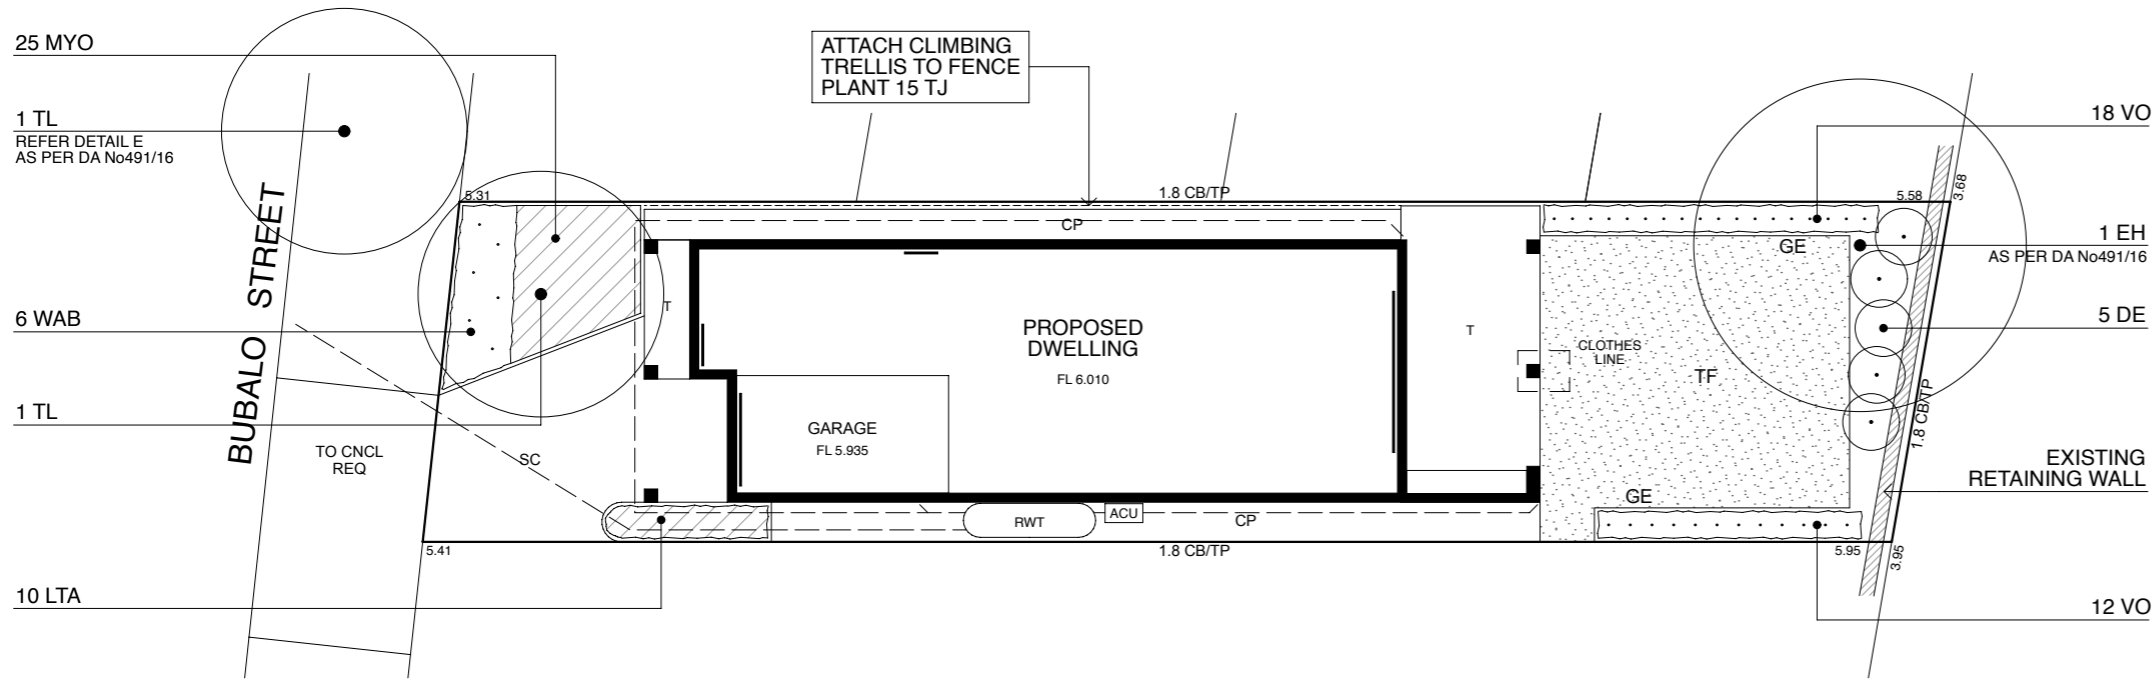 25 MYO
ATTACH CLIMBING
TRELLIS TO FENCE
PLANT 15 TJ
1 TL
REFER DETAIL E
AS PER DA No491/16
18 VO
5.31
1.8 CB/TP
5.58
3.68
CP
GE
1 EH
AS PER DA No491/16
BUBALO STREET
6 WAB
T
PROPOSED
DWELLING
FL 6.010
T
CLOTHES
LINE
TF
5 DE
1.8 CB/TP
1 TL
GARAGE
FL 5.935
TO CNCL
REQ
SC
EXISTING
RETAINING WALL
GE
RWT
ACU
CP
5.41
1.8 CB/TP
5.95
3.95
10 LTA
12 VO